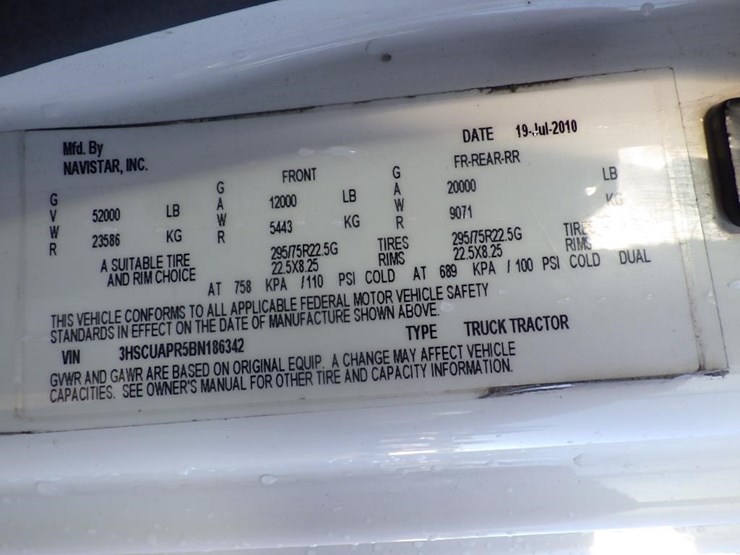 Mfd. By
NAVISTAR, INC.
DATE 19-Jul-2010
FRONT
FR-REAR-RR
GVWR 52000 LB
23586 KG
GAWR 12000 LB
5443 KG
GAWR 20000 LB
9071 KG
A SUITABLE TIRE AND RIM CHOICE
295/75R22.5G TIRES
22.5X8.25 RIMS
295/75R22.5G TIRES
22.5X8.25 RIMS
AT 758 KPA /110 PSI COLD AT 689 KPA /100 PSI COLD DUAL
THIS VEHICLE CONFORMS TO ALL APPLICABLE FEDERAL MOTOR VEHICLE SAFETY
STANDARDS IN EFFECT ON THE DATE OF MANUFACTURE SHOWN ABOVE.
VIN 3HSCUAPR5BN186342 TYPE TRUCK TRACTOR
GVWR AND GAWR ARE BASED ON ORIGINAL EQUIP. A CHANGE MAY AFFECT VEHICLE
CAPACITIES. SEE OWNER'S MANUAL FOR OTHER TIRE AND CAPACITY INFORMATION.